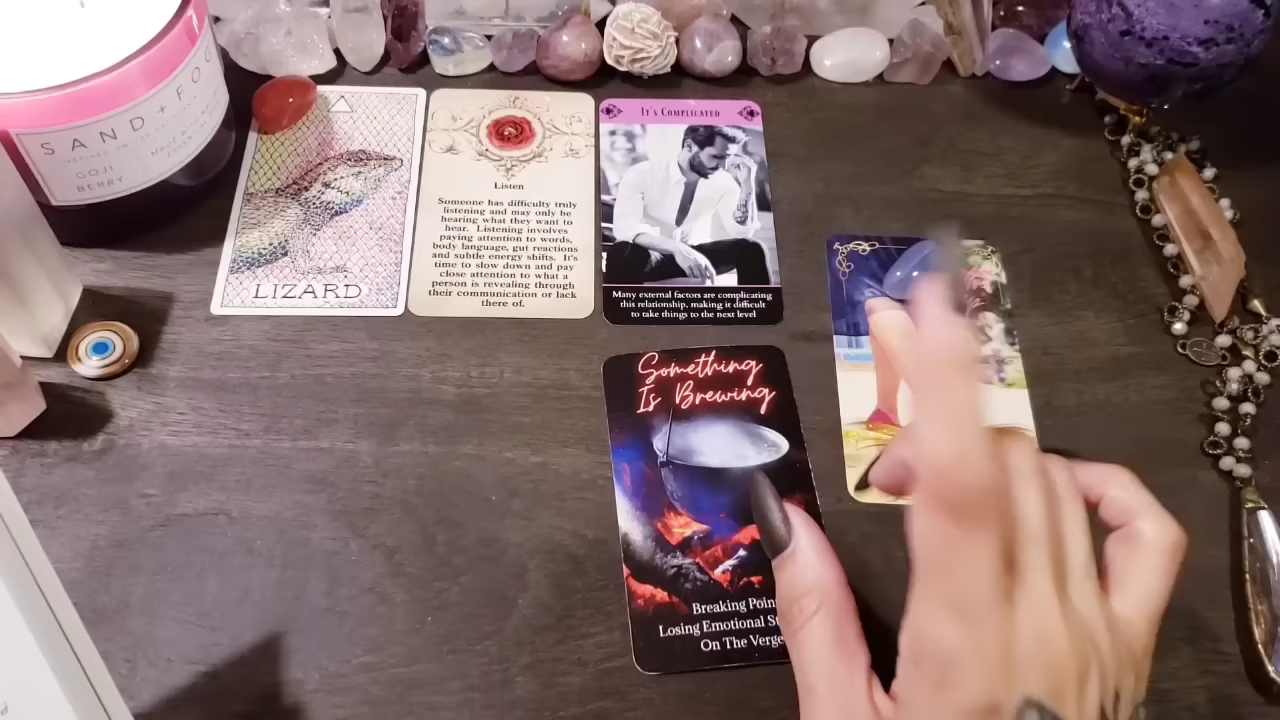 SAND + FOG
GOJI
BERRY
LIZARD
Listen
Someone has difficulty truly
listening and may only be
hearing what they want to
hear. Listening involves
paying attention to words,
body language, gut reactions
and subtle energy shifts. It's
time to slow down and pay
close attention to what a
person is revealing through
their communication or lack
there of.
It's Complicated
Many external factors are complicating
this relationship, making it difficult
to take things to the next level
Something
Is Brewing
Breaking Poin
Losing Emotional St
On The Verge